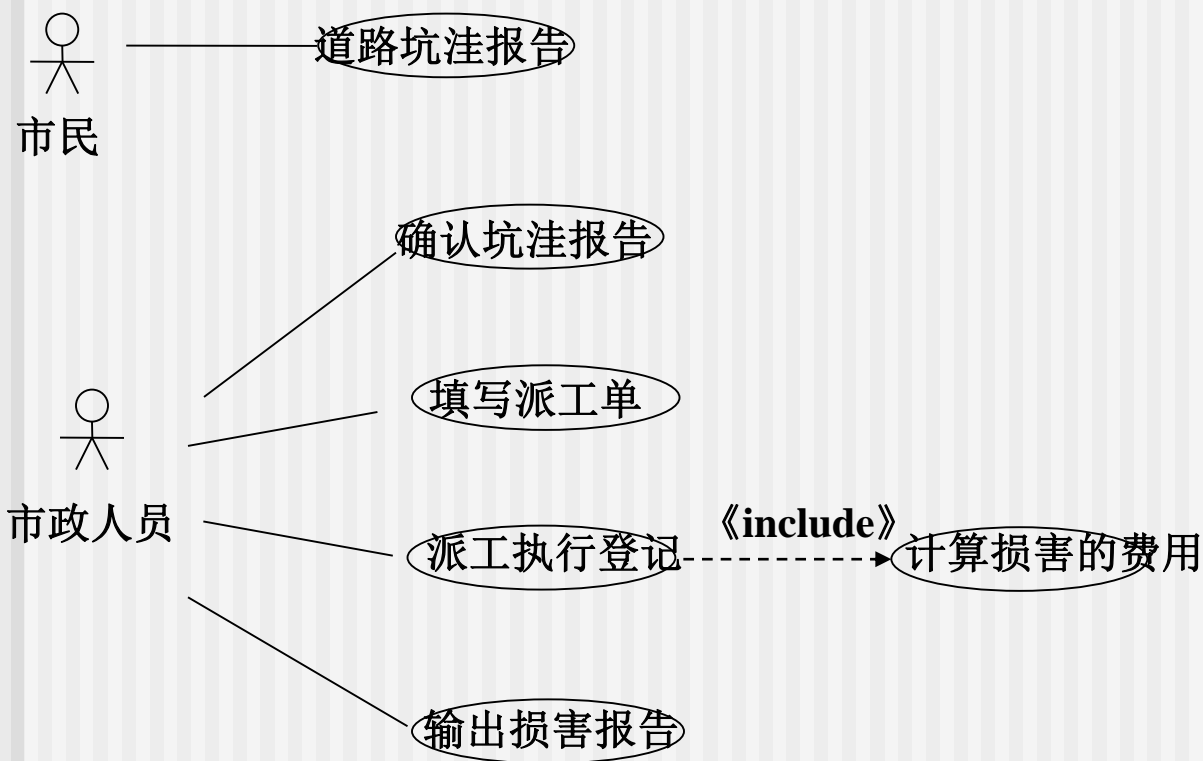 道路坑洼报告
市民
确认坑洼报告
填写派工单
市政人员
派工执行登记
《include》
计算损害的费用
输出损害报告